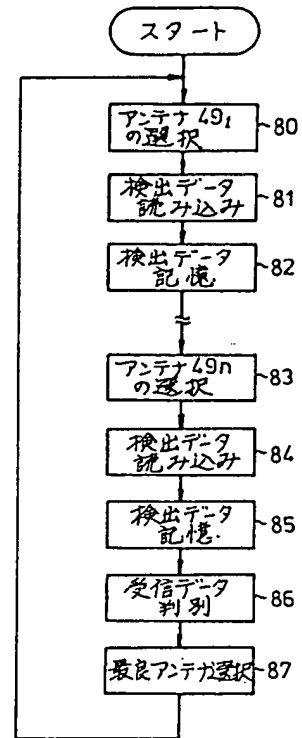 スタート
アンテナ49₁
の選択
80
検出データ
読み込み
81
検出データ
記憶
82
アンテナ49n
の選択
83
検出データ
読み込み
84
検出データ
記憶.
85
受信データ
判別
86
最良アンテナ選択
87